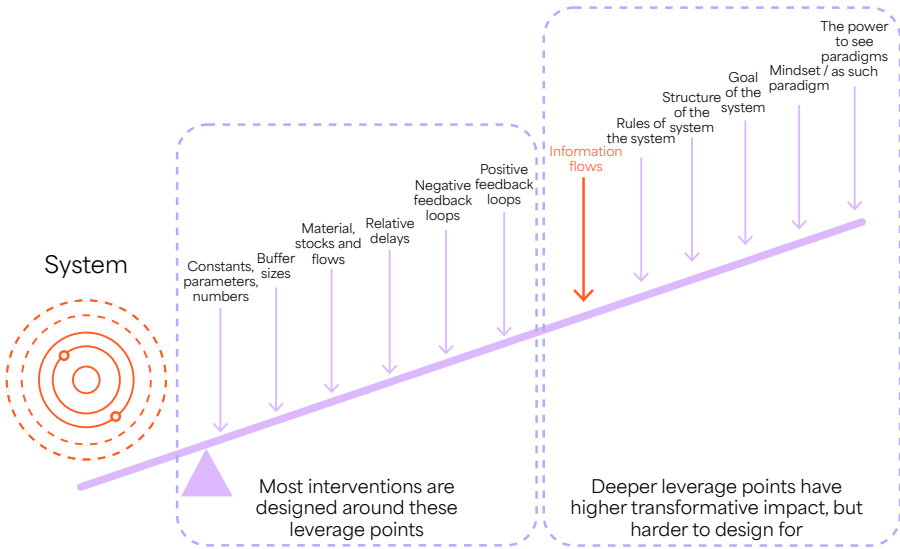 System
Constants,
parameters,
numbers
Buffer
sizes
Material,
stocks and
flows
Relative
delays
Negative
feedback
loops
Positive
feedback
loops
Information
flows
Rules of
the system
Structure
of the
system
Goal
of the
system
Mindset /
paradigm
The power
to see
paradigms
as such
Most interventions are
designed around these
leverage points
Deeper leverage points have
higher transformative impact, but
harder to design for